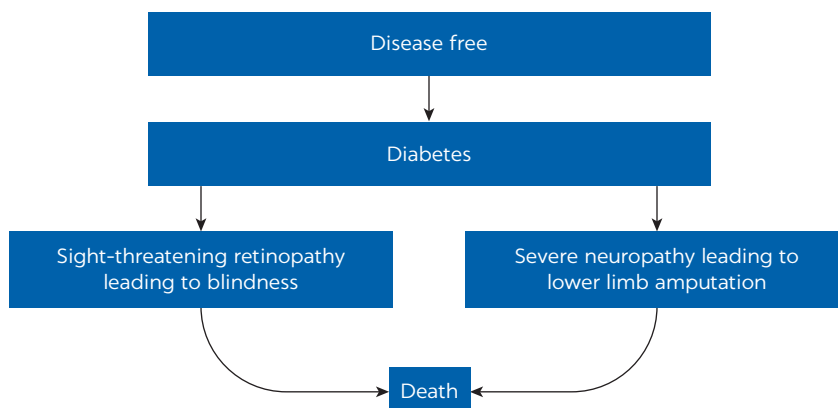 Disease free
Diabetes
Sight-threatening retinopathy
leading to blindness
Severe neuropathy leading to
lower limb amputation
Death